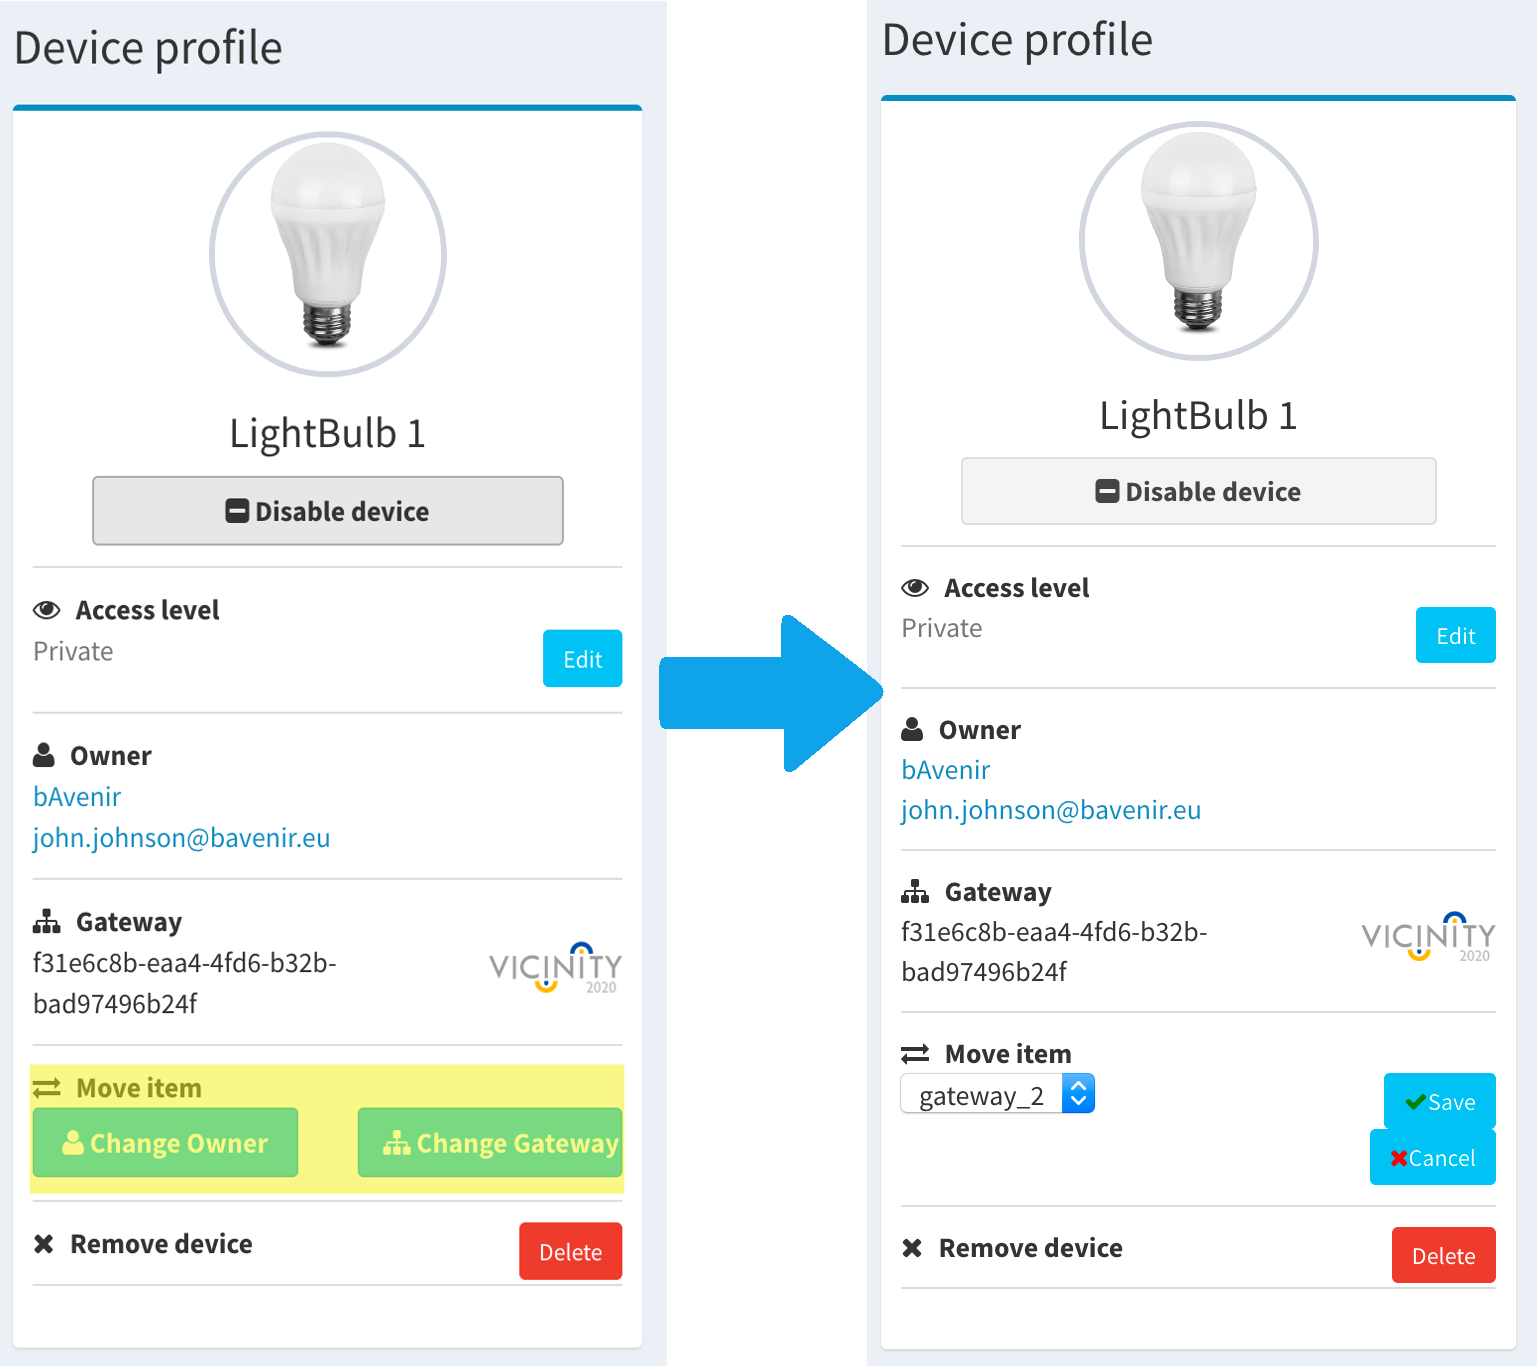 Device profile
LightBulb 1
Disable device
Access level
Private
Edit
Owner
bAvenir
john.johnson@bavenir.eu
Gateway
f31e6c8b-eaa4-4fd6-b32b-
bad97496b24f
VICINITY
2020
Move item
Change Owner
Change Gateway
Remove device
Delete
Device profile
LightBulb 1
Disable device
Access level
Private
Edit
Owner
bAvenir
john.johnson@bavenir.eu
Gateway
f31e6c8b-eaa4-4fd6-b32b-
bad97496b24f
VICINITY
2020
Move item
gateway_2
Save
Cancel
Remove device
Delete